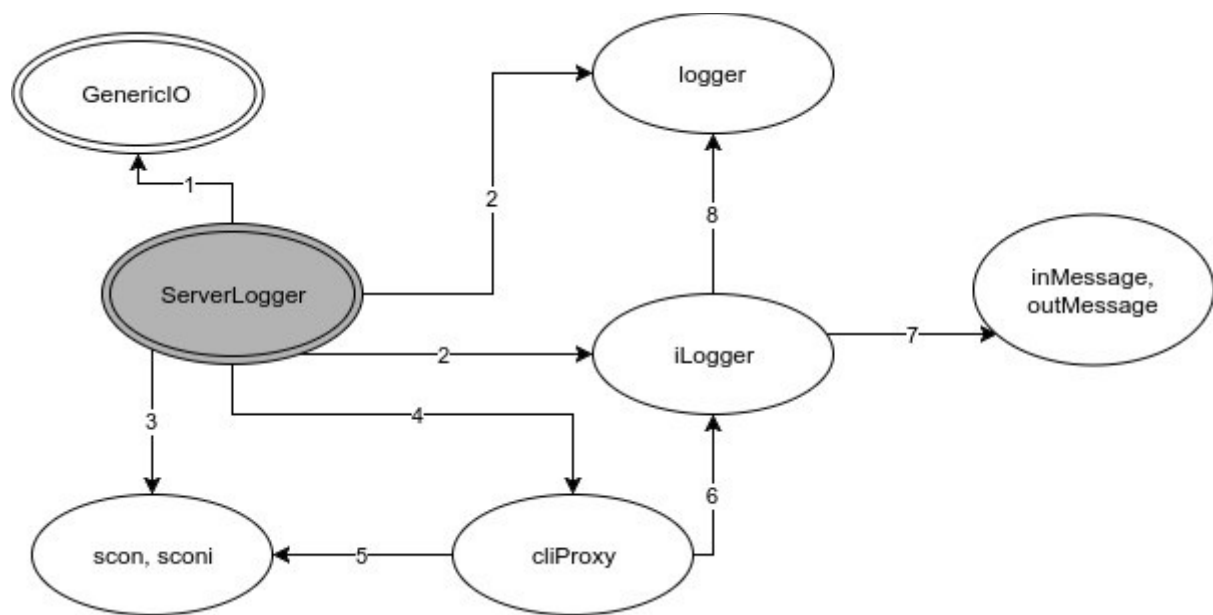 logger
GenericIO
1
2
8
ServerLogger
inMessage,
outMessage
2
iLogger
7
3
4
6
scon, sconi
5
cliProxy